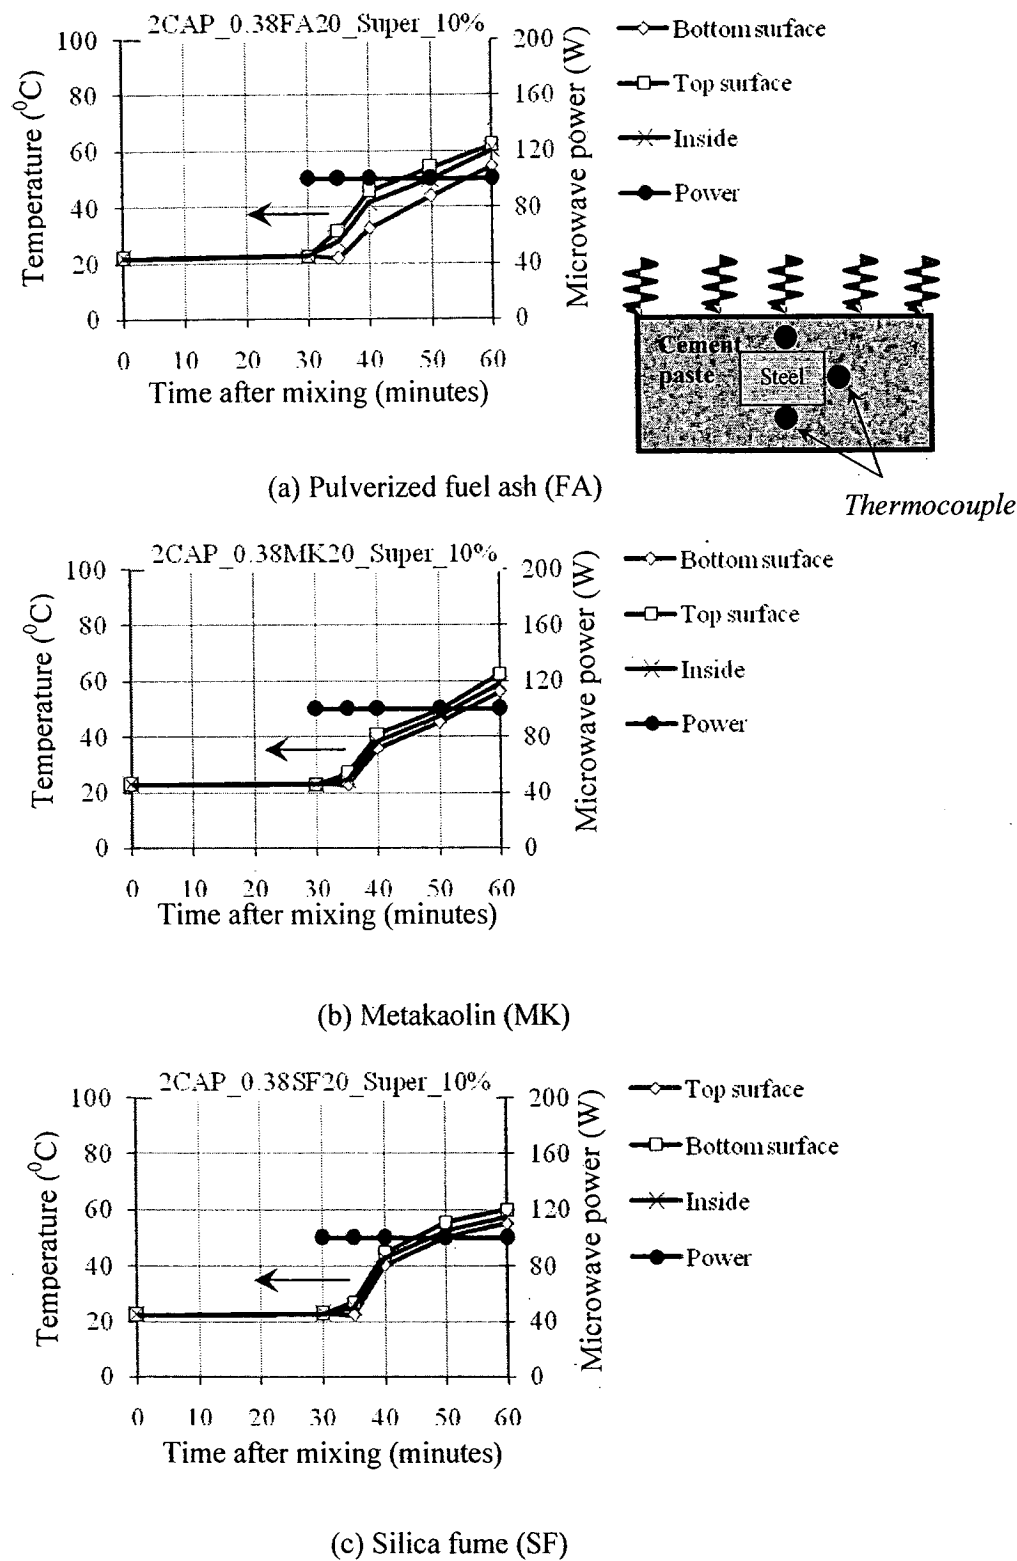 2CAP_0.38FA20_Super_10%
100
80
60
40
20
0
Temperature (⁰C)
200
160
120
80
40
0
Microwave power (W)
0 10 20 30 40 50 60
Time after mixing (minutes)
Bottom surface
Top surface
Inside
Power
Cement
paste
Steel
Thermocouple
(a) Pulverized fuel ash (FA)
2CAP_0.38MK20_Super_10%
100
80
60
40
20
0
Temperature (⁰C)
200
160
120
80
40
0
Microwave power (W)
0 10 20 30 40 50 60
Time after mixing (minutes)
Bottom surface
Top surface
Inside
Power
(b) Metakaolin (MK)
2CAP_0.38SF20_Super_10%
100
80
60
40
20
0
Temperature (⁰C)
200
160
120
80
40
0
Microwave power (W)
0 10 20 30 40 50 60
Time after mixing (minutes)
Top surface
Bottom surface
Inside
Power
(c) Silica fume (SF)